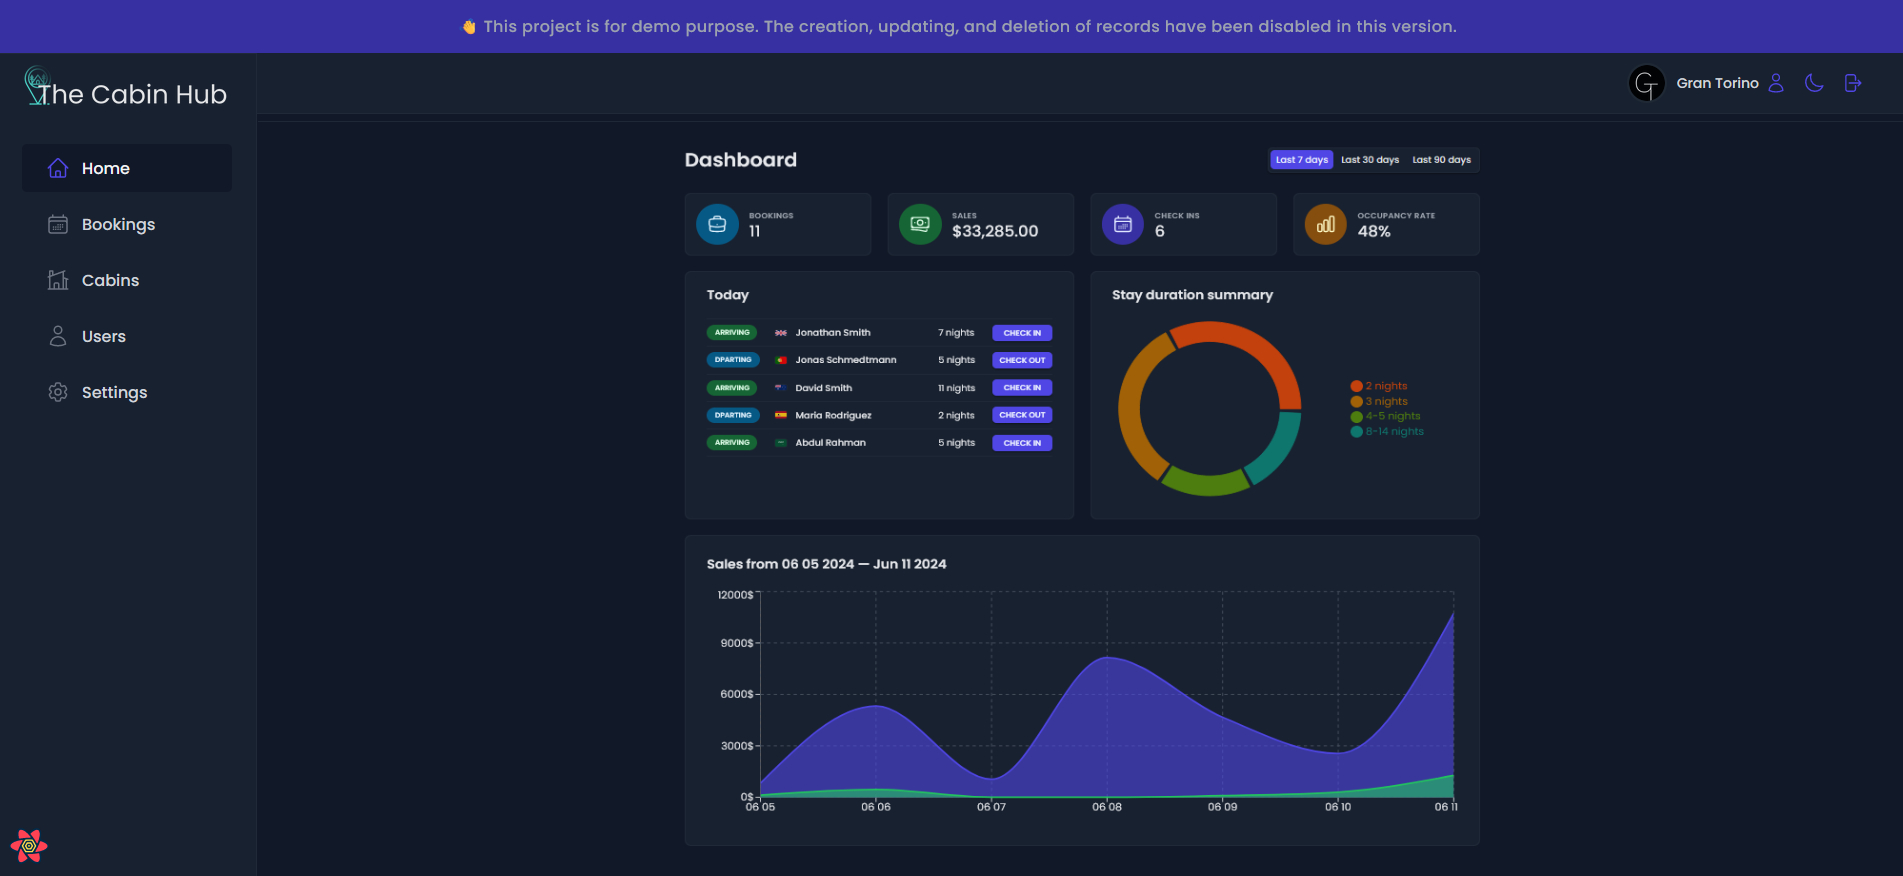 👋 This project is for demo purpose. The creation, updating, and deletion of records have been disabled in this version.
The Cabin Hub
GT
Gran Torino
Home
Bookings
Cabins
Users
Settings
Dashboard
Last 7 days Last 30 days Last 90 days
BOOKINGS
11
SALES
$33,285.00
CHECK INS
6
OCCUPANCY RATE
48%
Today
ARRIVING Jonathan Smith 7 nights CHECK IN
DPARTING Jonas Schmedtmann 5 nights CHECK OUT
ARRIVING David Smith 11 nights CHECK IN
DPARTING Maria Rodriguez 2 nights CHECK OUT
ARRIVING Abdul Rahman 5 nights CHECK IN
Stay duration summary
2 nights
3 nights
4-5 nights
8-14 nights
Sales from 06 05 2024 — Jun 11 2024
12000$
9000$
6000$
3000$
0$
06 05 06 06 06 07 06 08 06 09 06 10 06 11